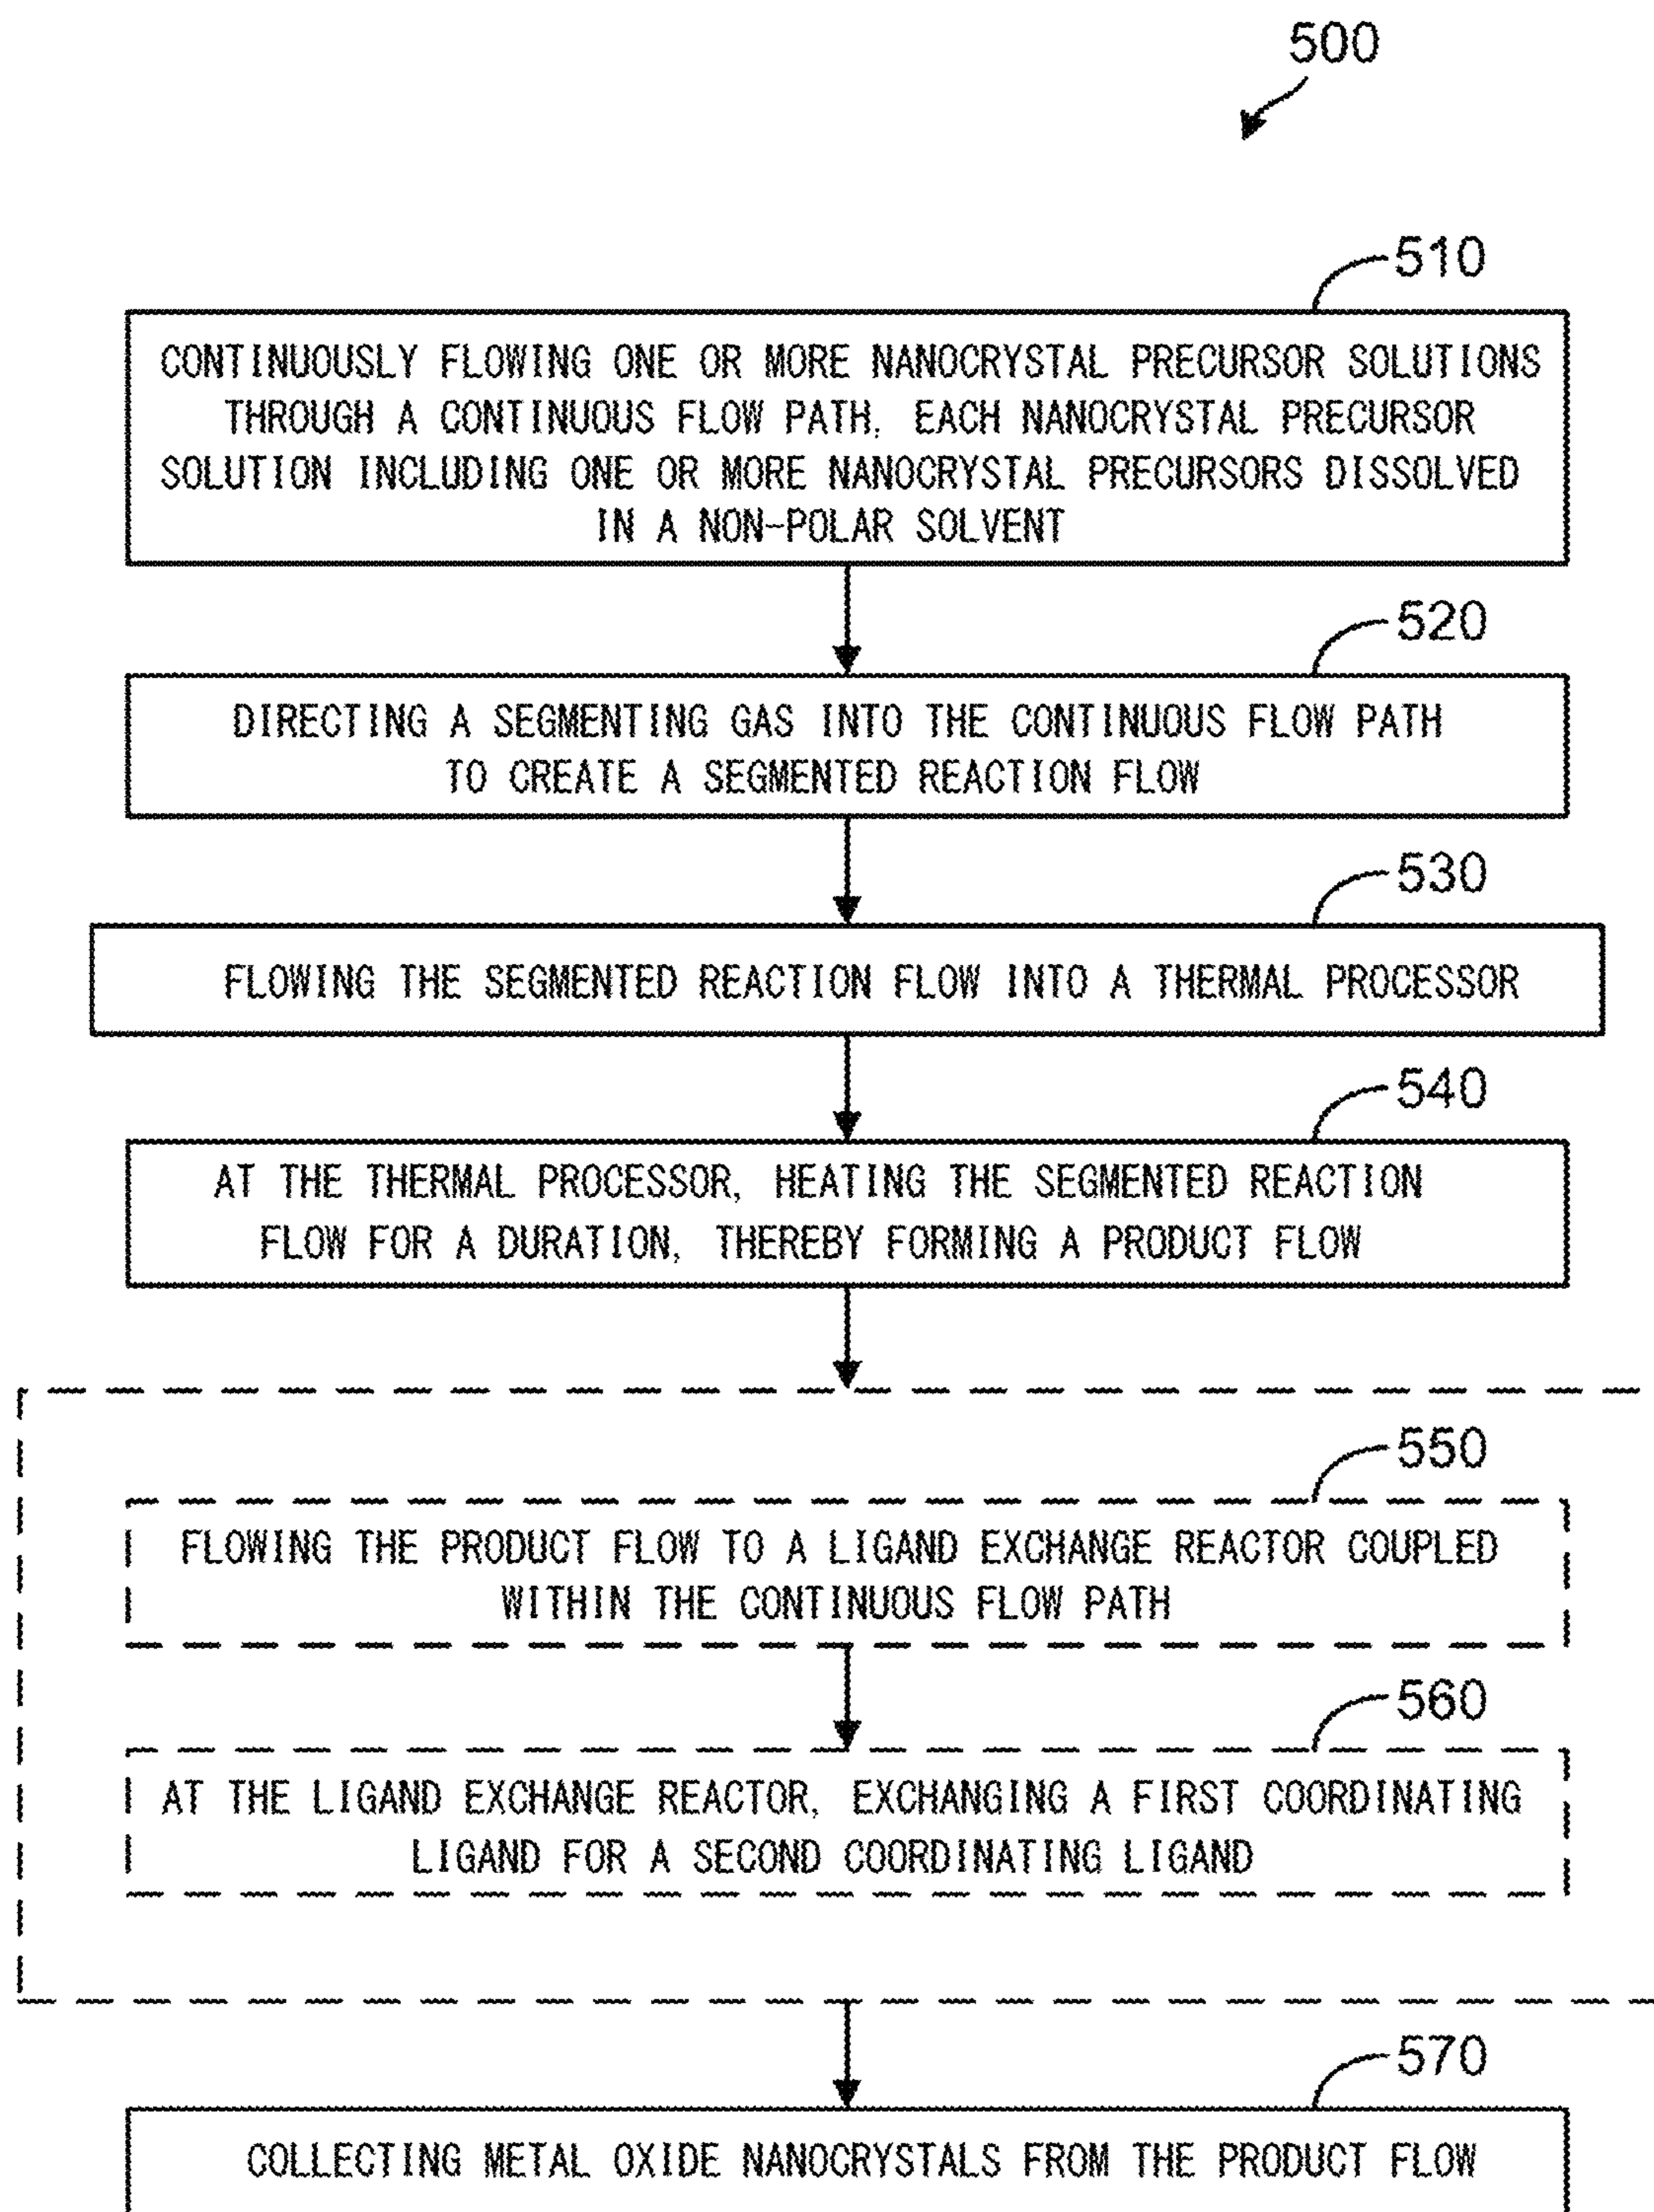 500
510
CONTINUOUSLY FLOWING ONE OR MORE NANOCRYSTAL PRECURSOR SOLUTIONS
THROUGH A CONTINUOUS FLOW PATH, EACH NANOCRYSTAL PRECURSOR
SOLUTION INCLUDING ONE OR MORE NANOCRYSTAL PRECURSORS DISSOLVED
IN A NON-POLAR SOLVENT
520
DIRECTING A SEGMENTING GAS INTO THE CONTINUOUS FLOW PATH
TO CREATE A SEGMENTED REACTION FLOW
530
FLOWING THE SEGMENTED REACTION FLOW INTO A THERMAL PROCESSOR
540
AT THE THERMAL PROCESSOR, HEATING THE SEGMENTED REACTION
FLOW FOR A DURATION, THEREBY FORMING A PRODUCT FLOW
550
FLOWING THE PRODUCT FLOW TO A LIGAND EXCHANGE REACTOR COUPLED
WITHIN THE CONTINUOUS FLOW PATH
560
AT THE LIGAND EXCHANGE REACTOR, EXCHANGING A FIRST COORDINATING
LIGAND FOR A SECOND COORDINATING LIGAND
570
COLLECTING METAL OXIDE NANOCRYSTALS FROM THE PRODUCT FLOW